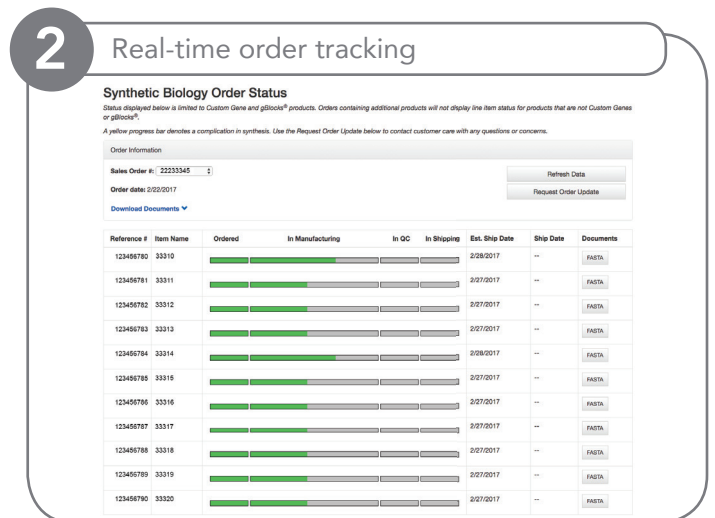 2
Real-time order tracking
Synthetic Biology Order Status
Status displayed below is limited to Custom Gene and gBlocks® products. Orders containing additional products will not display line item status for products that are not Custom Genes
or gBlocks®.
A yellow progress bar denotes a complication in synthesis. Use the Request Order Update below to contact customer care with any questions or concerns.
Order Information
Sales Order #: 22233345
Refresh Data
Order date: 2/22/2017
Request Order Update
Download Documents
Reference # Item Name Ordered In Manufacturing In QC In Shipping Est. Ship Date Ship Date Documents
123456780 33310 2/28/2017 -- FASTA
123456781 33311 2/27/2017 -- FASTA
123456782 33312 2/27/2017 -- FASTA
123456783 33313 2/27/2017 -- FASTA
123456784 33314 2/28/2017 -- FASTA
123456785 33315 2/27/2017 -- FASTA
123456786 33316 2/27/2017 -- FASTA
123456787 33317 2/27/2017 -- FASTA
123456788 33318 2/27/2017 -- FASTA
123456789 33319 2/27/2017 -- FASTA
123456790 33320 2/27/2017 -- FASTA